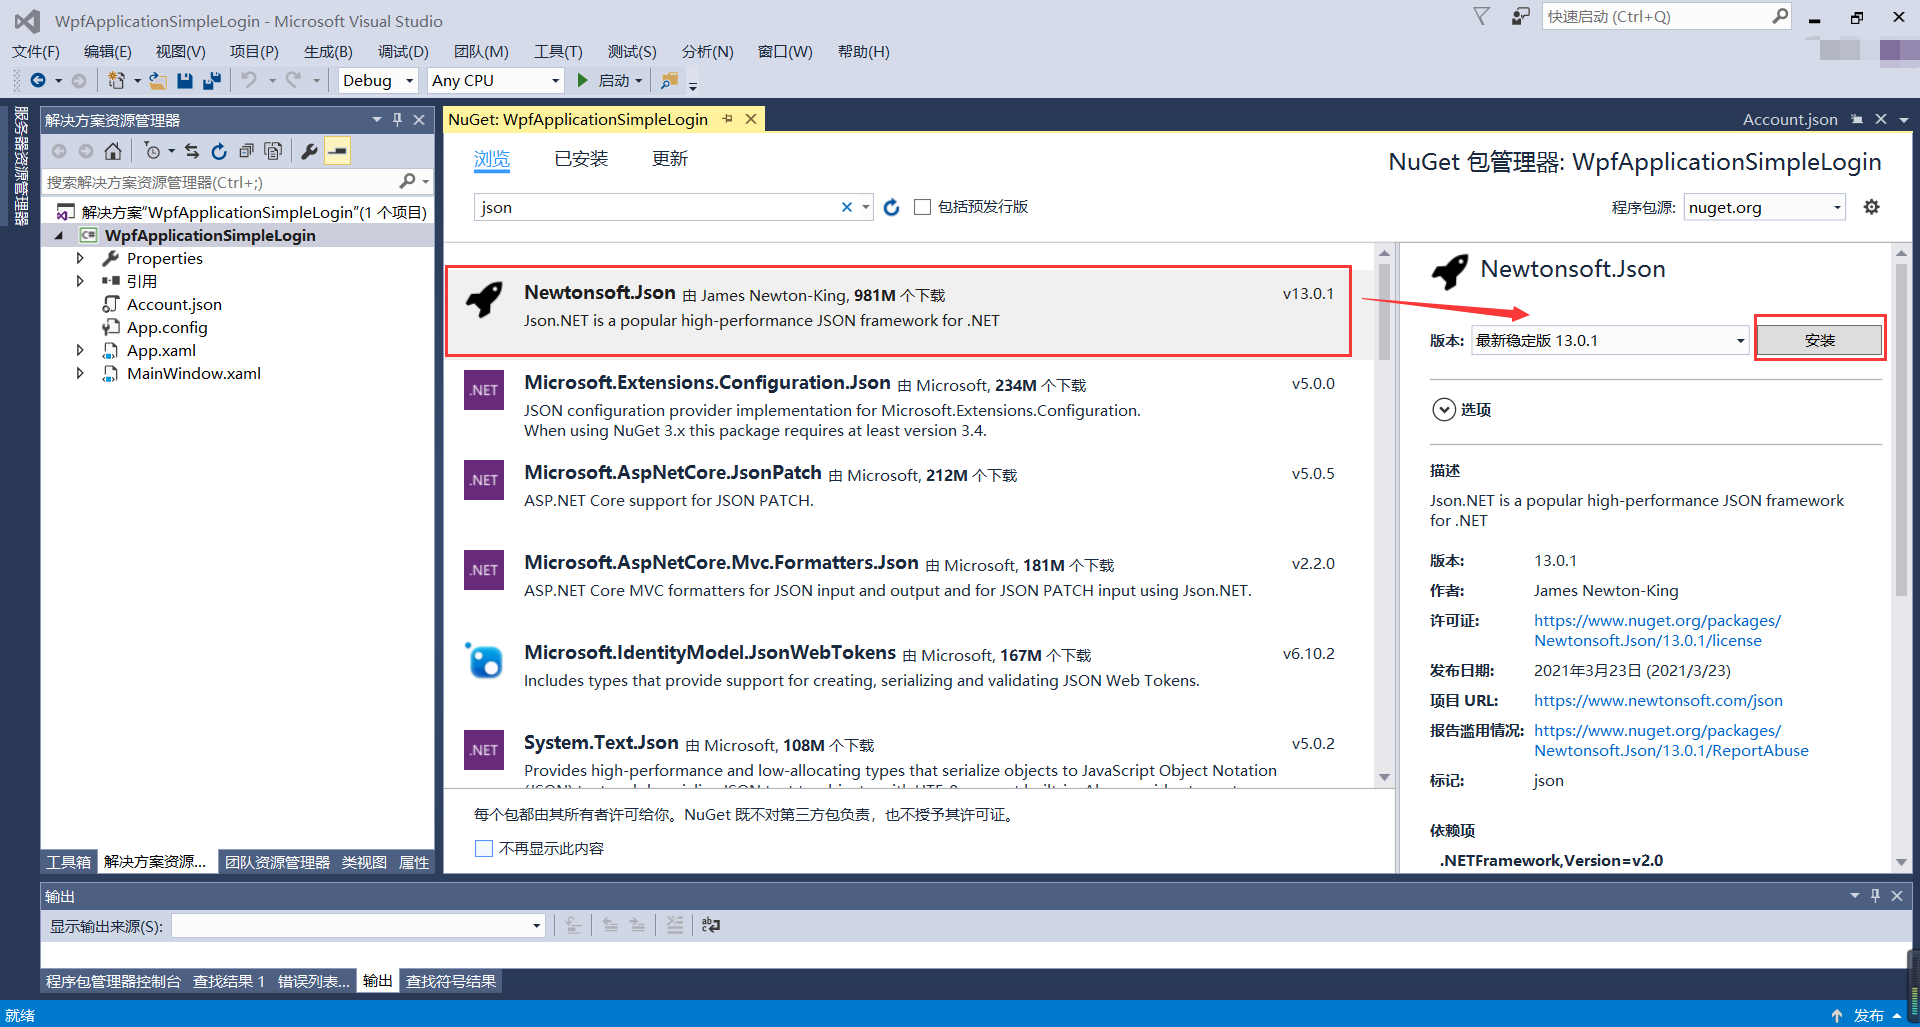 WpfApplicationSimpleLogin - Microsoft Visual Studio
快速启动 (Ctrl+Q)
文件(F) 编辑(E) 视图(V) 项目(P) 生成(B) 调试(D) 团队(M) 工具(T) 测试(S) 分析(N) 窗口(W) 帮助(H)
Debug Any CPU 启动
服务器资源管理器
解决方案资源管理器
搜索解决方案资源管理器(Ctrl+;)
解决方案"WpfApplicationSimpleLogin"(1 个项目)
C# WpfApplicationSimpleLogin
Properties
引用
Account.json
App.config
App.xaml
MainWindow.xaml
工具箱 解决方案资源... 团队资源管理器 类视图 属性
NuGet: WpfApplicationSimpleLogin
Account.json
浏览 已安装 更新
NuGet 包管理器: WpfApplicationSimpleLogin
json
包括预发行版
程序包源: nuget.org
Newtonsoft.Json 由 James Newton-King, 981M 个下载 v13.0.1
Json.NET is a popular high-performance JSON framework for .NET
.NET Microsoft.Extensions.Configuration.Json 由 Microsoft, 234M 个下载 v5.0.0
JSON configuration provider implementation for Microsoft.Extensions.Configuration.
When using NuGet 3.x this package requires at least version 3.4.
.NET Microsoft.AspNetCore.JsonPatch 由 Microsoft, 212M 个下载 v5.0.5
ASP.NET Core support for JSON PATCH.
.NET Microsoft.AspNetCore.Mvc.Formatters.Json 由 Microsoft, 181M 个下载 v2.2.0
ASP.NET Core MVC formatters for JSON input and output and for JSON PATCH input using Json.NET.
Microsoft.IdentityModel.JsonWebTokens 由 Microsoft, 167M 个下载 v6.10.2
Includes types that provide support for creating, serializing and validating JSON Web Tokens.
.NET System.Text.Json 由 Microsoft, 108M 个下载 v5.0.2
Provides high-performance and low-allocating types that serialize objects to JavaScript Object Notation
每个包都由其所有者许可给你。NuGet 既不对第三方包负责，也不授予其许可证。
不再显示此内容
Newtonsoft.Json
版本: 最新稳定版 13.0.1 安装
选项
描述
Json.NET is a popular high-performance JSON framework
for .NET
版本: 13.0.1
作者: James Newton-King
许可证: https://www.nuget.org/packages/
Newtonsoft.Json/13.0.1/license
发布日期: 2021年3月23日 (2021/3/23)
项目 URL: https://www.newtonsoft.com/json
报告滥用情况: https://www.nuget.org/packages/
Newtonsoft.Json/13.0.1/ReportAbuse
标记: json
依赖项
.NETFramework,Version=v2.0
输出
显示输出来源(S):
程序包管理器控制台 查找结果 1 错误列表... 输出 查找符号结果
就绪
发布